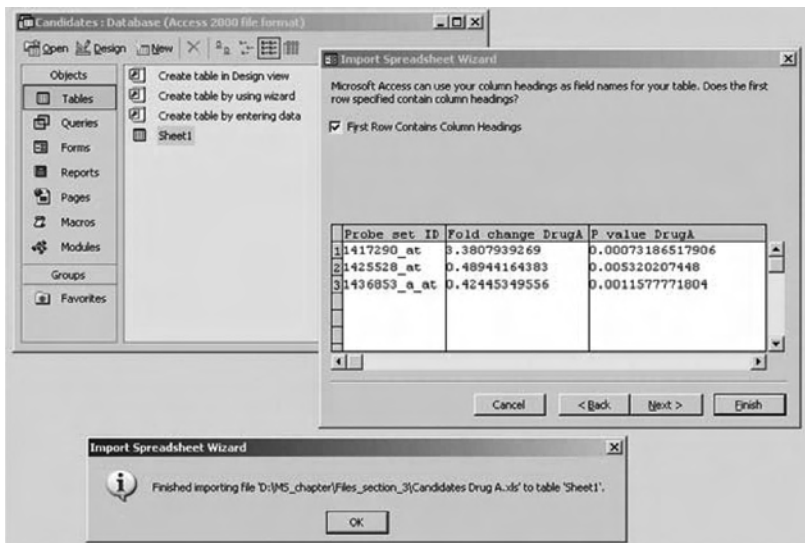 Candidates : Database (Access 2000 file format)
Open Design New
Objects
Tables
Queries
Forms
Reports
Pages
Macros
Modules
Groups
Favorites
Create table in Design view
Create table by using wizard
Create table by entering data
Sheet1
Import Spreadsheet Wizard
Microsoft Access can use your column headings as field names for your table. Does the first
row specified contain column headings?
First Row Contains Column Headings
Probe set ID Fold change DrugA P value DrugA
1 1417290_at 3.3807939269 0.00073186517906
2 1425528_at 0.48944164383 0.005320207448
3 1436853_a_at 0.42445349556 0.0011577771804
Cancel < Back Next > Finish
Import Spreadsheet Wizard
Finished importing file 'D:\MS_chapter\Files_section_3\Candidates Drug A.xls' to table 'Sheet1'.
OK